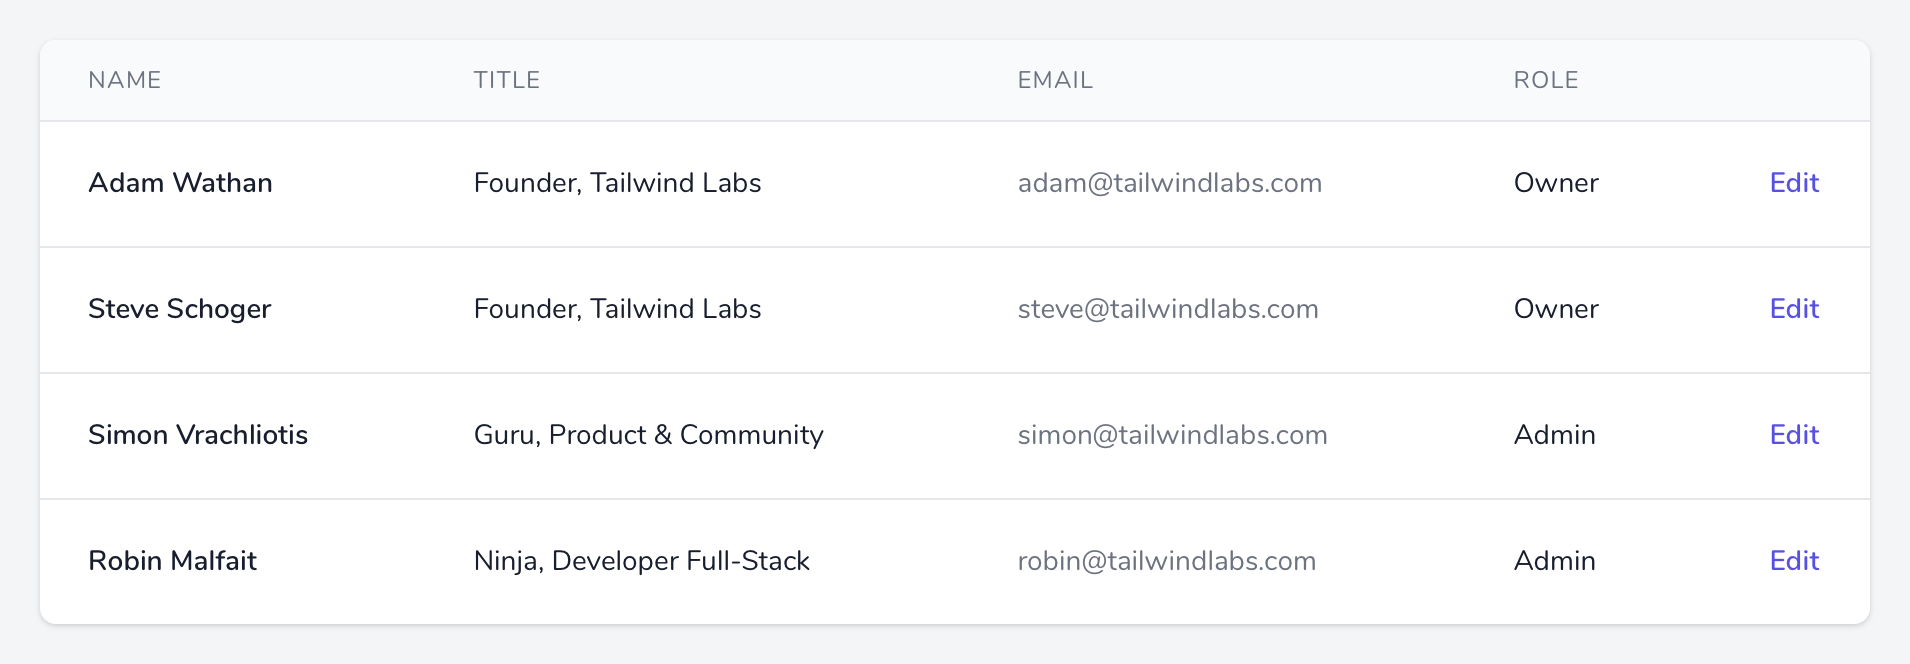 NAME TITLE EMAIL ROLE
Adam Wathan Founder, Tailwind Labs adam@tailwindlabs.com Owner Edit
Steve Schoger Founder, Tailwind Labs steve@tailwindlabs.com Owner Edit
Simon Vrachliotis Guru, Product & Community simon@tailwindlabs.com Admin Edit
Robin Malfait Ninja, Developer Full-Stack robin@tailwindlabs.com Admin Edit